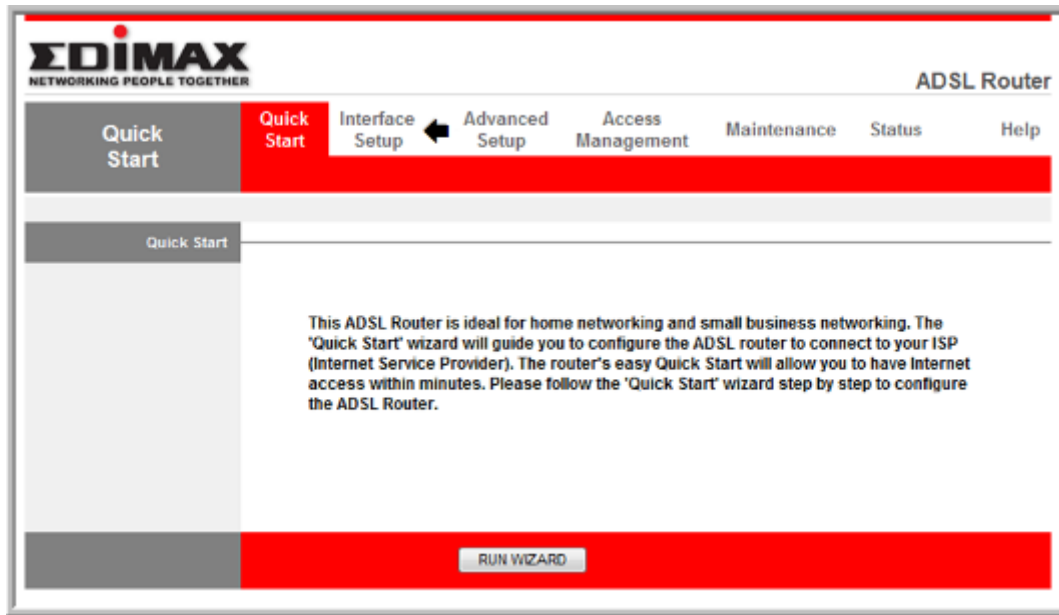 EDIMAX
NETWORKING PEOPLE TOGETHER
ADSL Router
Quick
Start
Quick
Start
Interface
Setup
Advanced
Setup
Access
Management
Maintenance
Status
Help
Quick Start
This ADSL Router is ideal for home networking and small business networking. The
'Quick Start' wizard will guide you to configure the ADSL router to connect to your ISP
(Internet Service Provider). The router's easy Quick Start will allow you to have Internet
access within minutes. Please follow the 'Quick Start' wizard step by step to configure
the ADSL Router.
RUN WIZARD